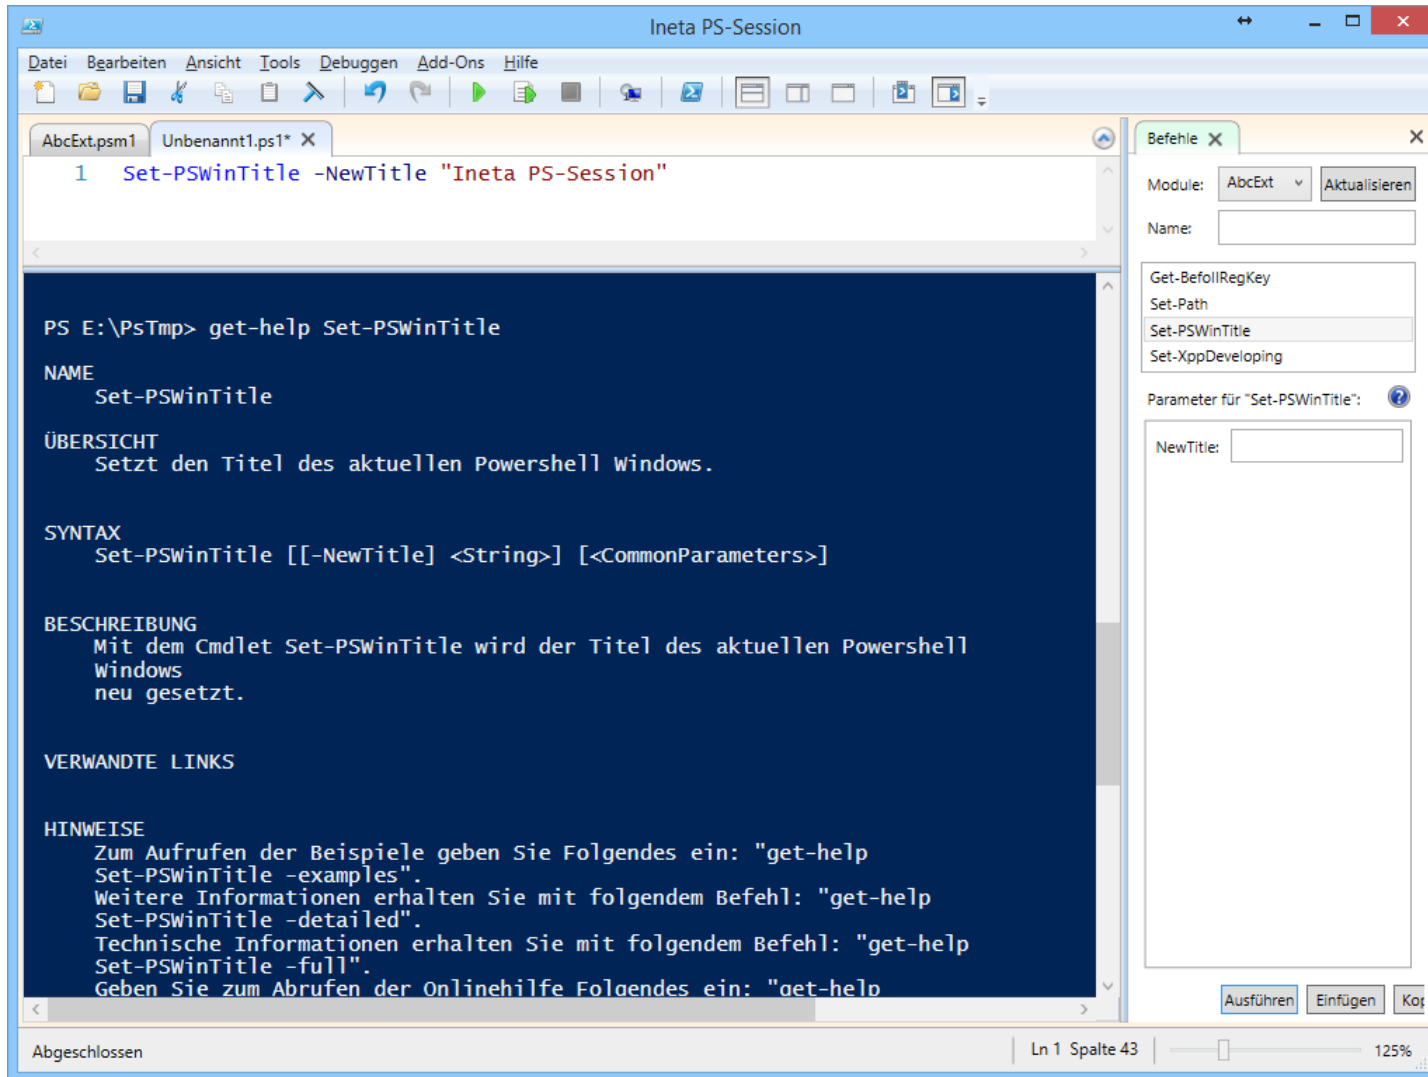 Ineta PS-Session
Datei Bearbeiten Ansicht Tools Debuggen Add-Ons Hilfe
AbcExt.psm1 Unbenannt1.ps1* X
1 Set-PSWinTitle -NewTitle "Ineta PS-Session"
PS E:\PsTmp> get-help Set-PSWinTitle
NAME
Set-PSWinTitle
ÜBERSICHT
Setzt den Titel des aktuellen Powershell Windows.
SYNTAX
Set-PSWinTitle [[-NewTitle] <String>] [<CommonParameters>]
BESCHREIBUNG
Mit dem Cmdlet Set-PSWinTitle wird der Titel des aktuellen Powershell
Windows
neu gesetzt.
VERWANDTE LINKS
HINWEISE
Zum Aufrufen der Beispiele geben Sie Folgendes ein: "get-help
Set-PSWinTitle -examples".
Weitere Informationen erhalten Sie mit folgendem Befehl: "get-help
Set-PSWinTitle -detailed".
Technische Informationen erhalten Sie mit folgendem Befehl: "get-help
Set-PSWinTitle -full".
Geben Sie zum Abrufen der Onlinehilfe Folgendes ein: "get-help
Befehle
Module: AbcExt Aktualisieren
Name:
Get-BefollRegKey
Set-Path
Set-PSWinTitle
Set-XppDeveloping
Parameter für "Set-PSWinTitle":
NewTitle:
Ausführen Einfügen Kop
Abgeschlossen
Ln 1 Spalte 43
125%